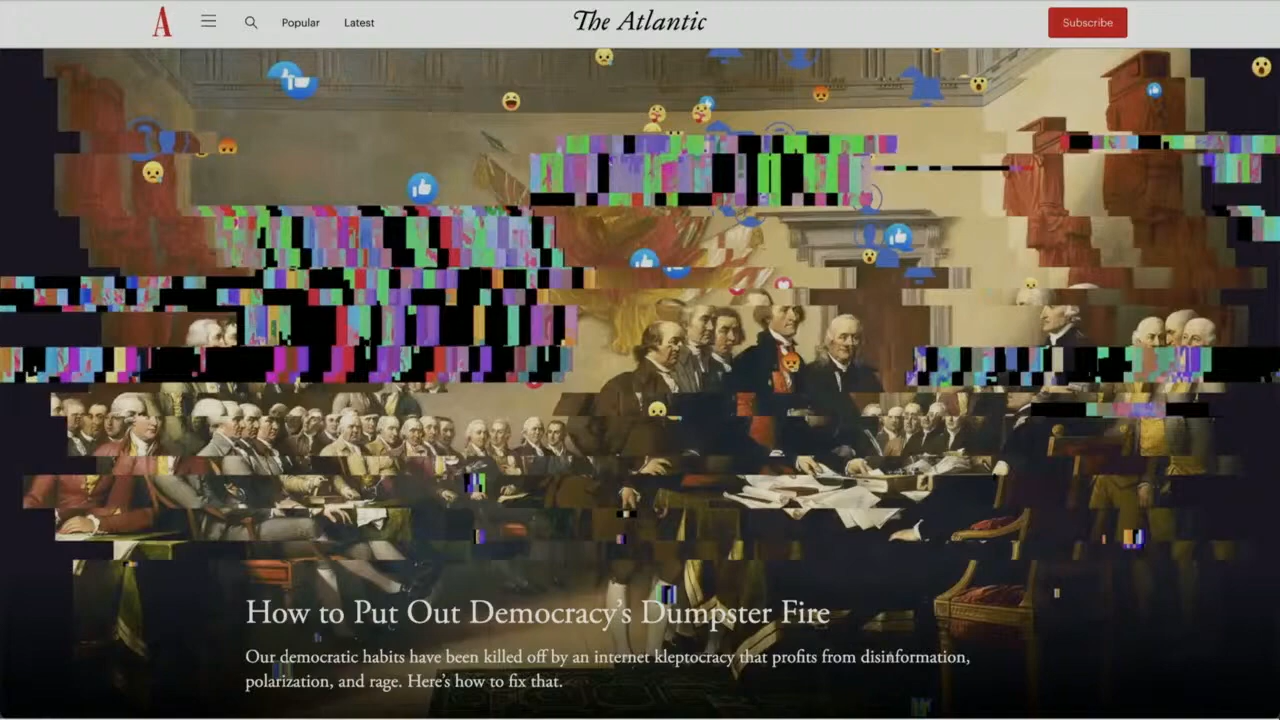 A
Popular
Latest
The Atlantic
Subscribe
How to Put Out Democracy's Dumpster Fire
Our democratic habits have been killed off by an internet kleptocracy that profits from disinformation,
polarization, and rage. Here's how to fix that.